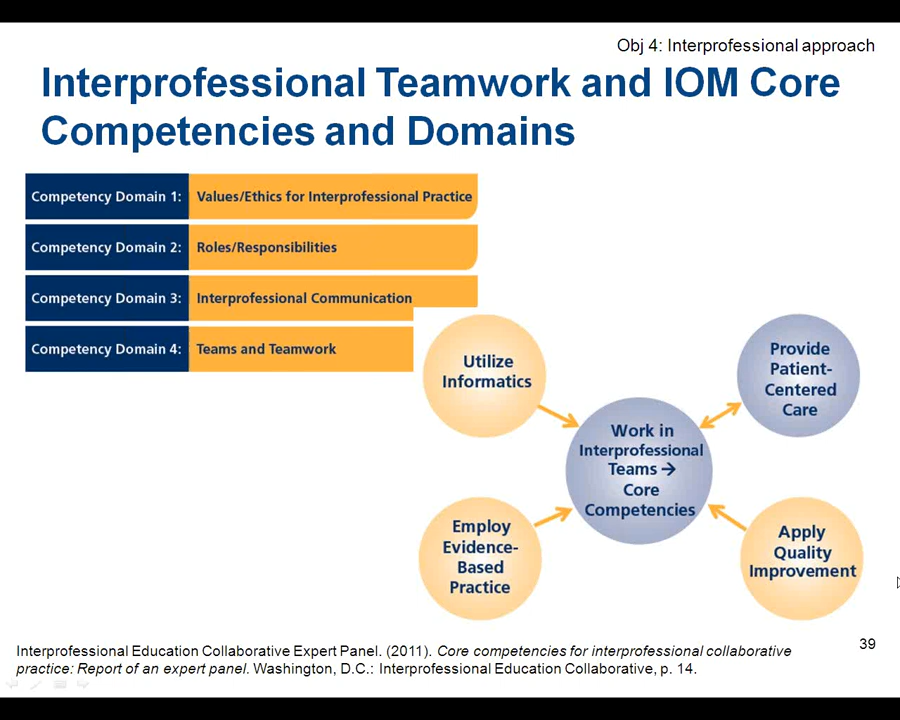 Obj 4: Interprofessional approach
Interprofessional Teamwork and IOM Core
Competencies and Domains
Competency Domain 1: Values/Ethics for Interprofessional Practice
Competency Domain 2: Roles/Responsibilities
Competency Domain 3: Interprofessional Communication
Competency Domain 4: Teams and Teamwork
Utilize
Informatics
Provide
Patient-
Centered
Care
Work in
Interprofessional
Teams →
Core
Competencies
Employ
Evidence-
Based
Practice
Apply
Quality
Improvement
Interprofessional Education Collaborative Expert Panel. (2011). Core competencies for interprofessional collaborative
practice: Report of an expert panel. Washington, D.C.: Interprofessional Education Collaborative, p. 14.
39